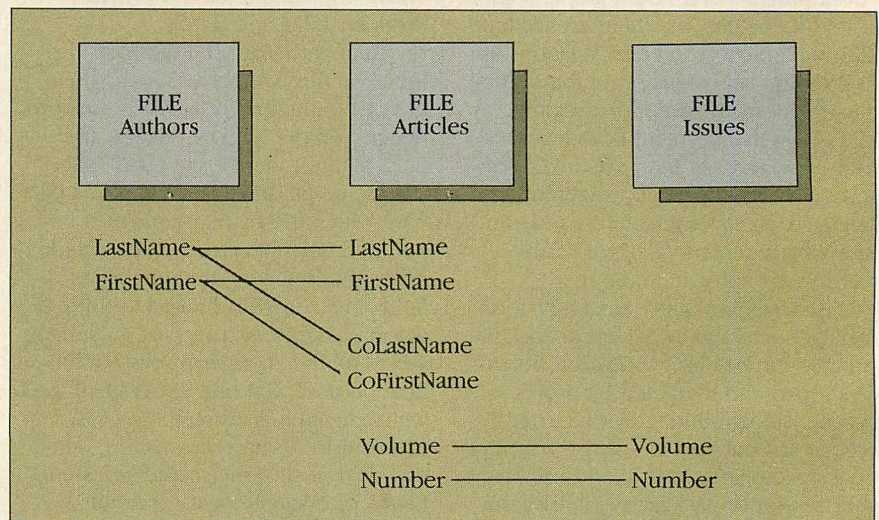 FILE
Authors
FILE
Articles
FILE
Issues
LastName
LastName
FirstName
FirstName
CoLastName
CoFirstName
Volume
Volume
Number
Number